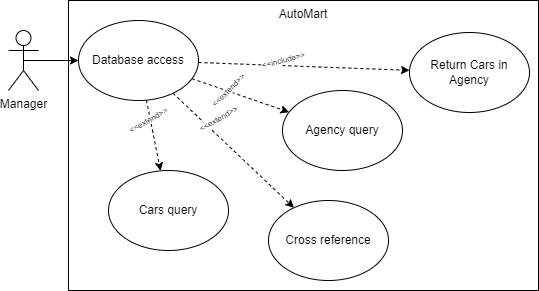 AutoMart
Manager
Database access
<<include>>
Return Cars in
Agency
<<extend>>
Agency query
<<extend>>
Cars query
<<extend>>
Cross reference